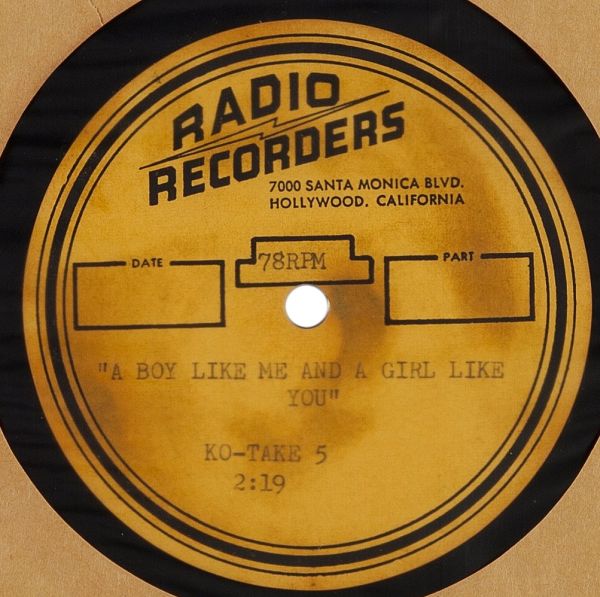 RADIO
RECORDERS
7000 SANTA MONICA BLVD.
HOLLYWOOD, CALIFORNIA
DATE
78RPM
PART
"A BOY LIKE ME AND A GIRL LIKE
YOU"
KO-TAKE 5
2:19